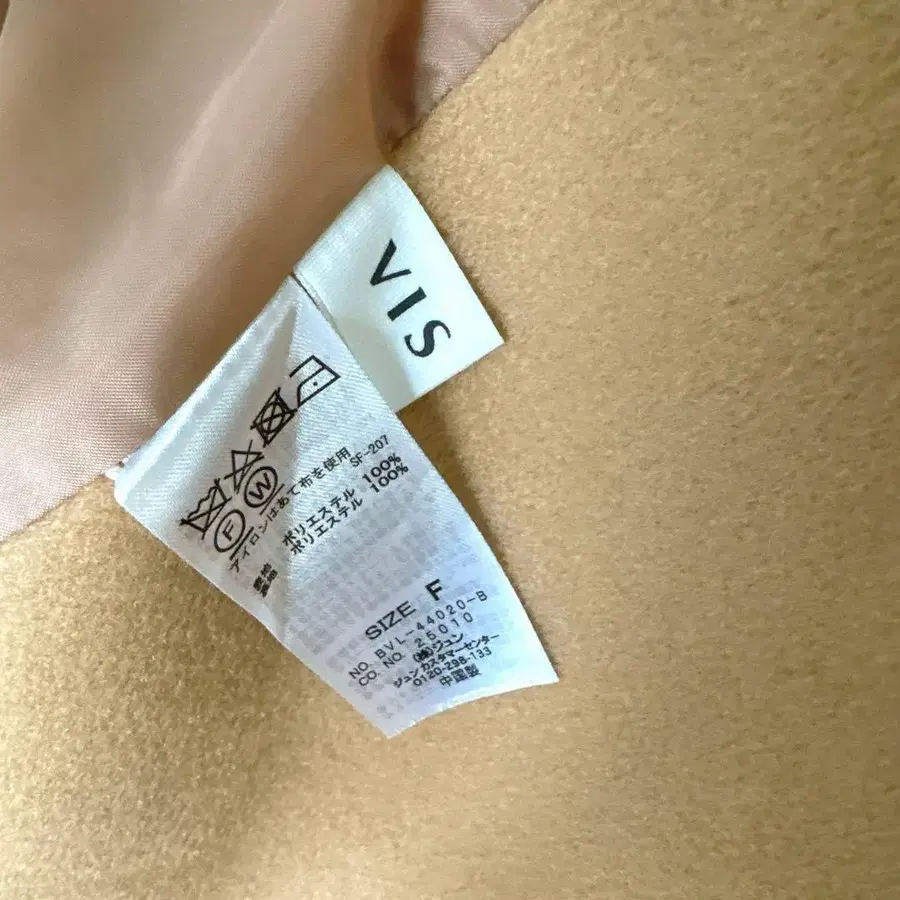 VIS
F
W
アイロンはあて布を使用
SF-207
表地 ポリエステル 100%
裏地 ポリエステル 100%
SIZE F
NO. BVL-44020-B
CO. NO. 25010
(株)ジュン
ジュン カスタマーセンター
0120-298-133
中国製